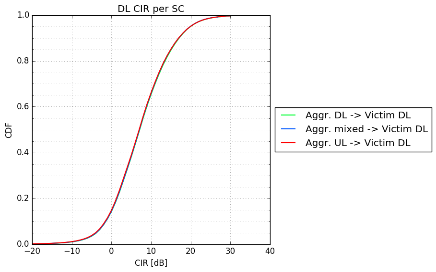 DL CIR per SC
1.0
0.8
0.6
0.4
0.2
0.0
CDF
−20
−10
0
10
20
30
40
CIR [dB]
Aggr. DL -> Victim DL
Aggr. mixed -> Victim DL
Aggr. UL -> Victim DL